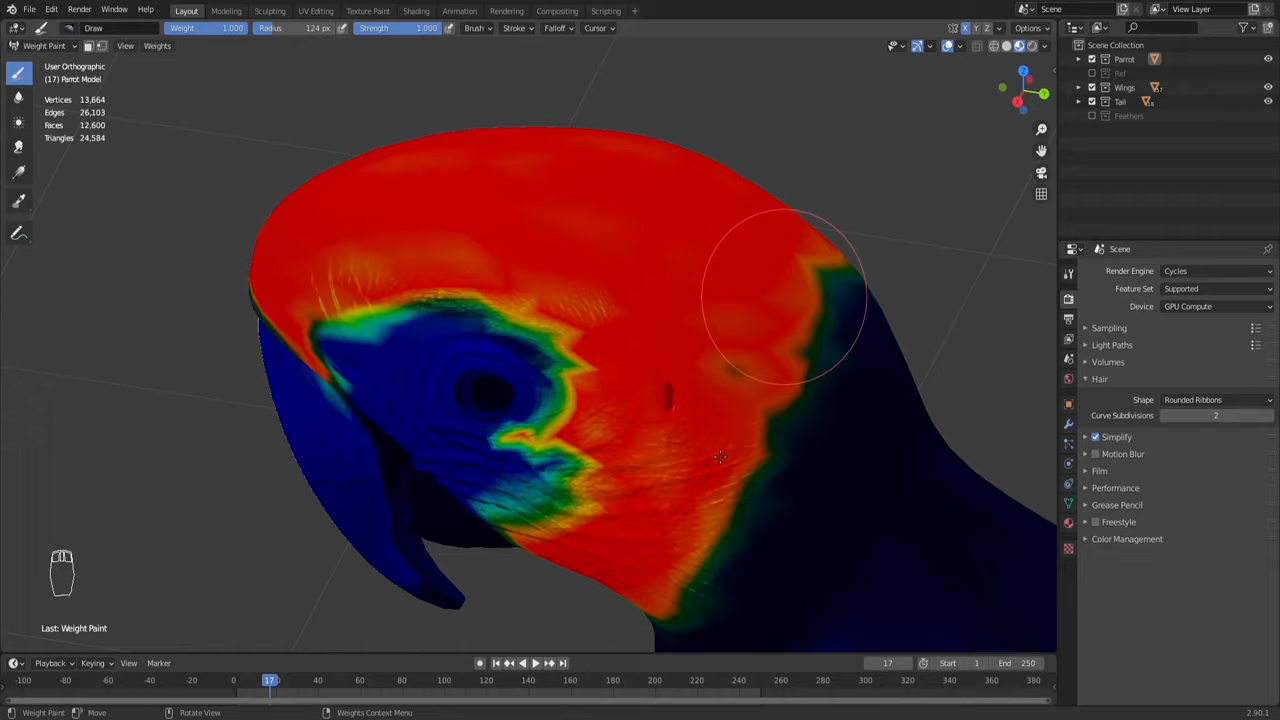 File Edit Render Window Help Layout Modeling Sculpting UV Editing Texture Paint Shading Animation Rendering Compositing Scripting + Scene View Layer
Draw Weight 1.000 Radius 124 px Strength 1.000 Brush Stroke Falloff Cursor X Y Z Options
Weight Paint View Weights
User Orthographic
(17) Parrot Model
Vertices 13,664
Edges 26,103
Faces 12,600
Triangles 24,584
Z
Y
X
Last: Weight Paint
Scene Collection
Parrot
Ref
Wings
Tail 18
Feathers
Scene
Render Engine Cycles
Feature Set Supported
Device GPU Compute
Sampling
Light Paths
Volumes
Hair
Shape Rounded Ribbons
Curve Subdivisions 2
Simplify
Motion Blur
Film
Performance
Grease Pencil
Freestyle
Color Management
Playback Keying View Marker 17 Start 1 End 250
-100 -80 -60 -40 -20 0 17 40 60 80 100 120 140 160 180 200 220 240 260 280 300 320 340 360 380
Weight Paint Move Rotate View Weights Context Menu 2.90.1